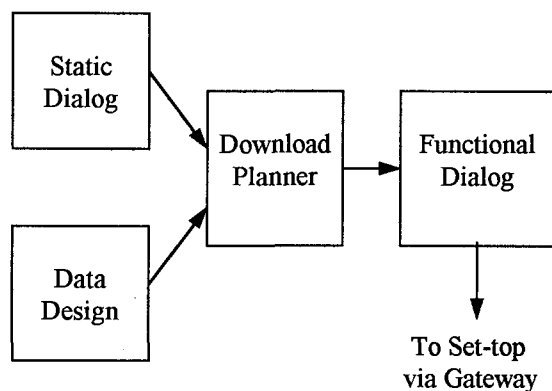 Static
Dialog
Download
Planner
Functional
Dialog
Data
Design
To Set-top
via Gateway